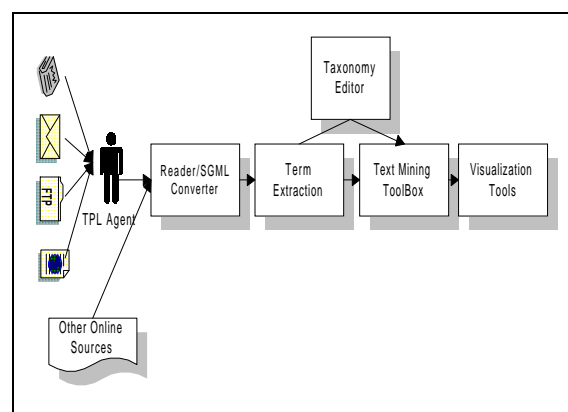 Taxonomy
Editor
FTP
TPL Agent
Reader/SGML
Converter
Term
Extraction
Text Mining
ToolBox
Visualization
Tools
Other Online
Sources